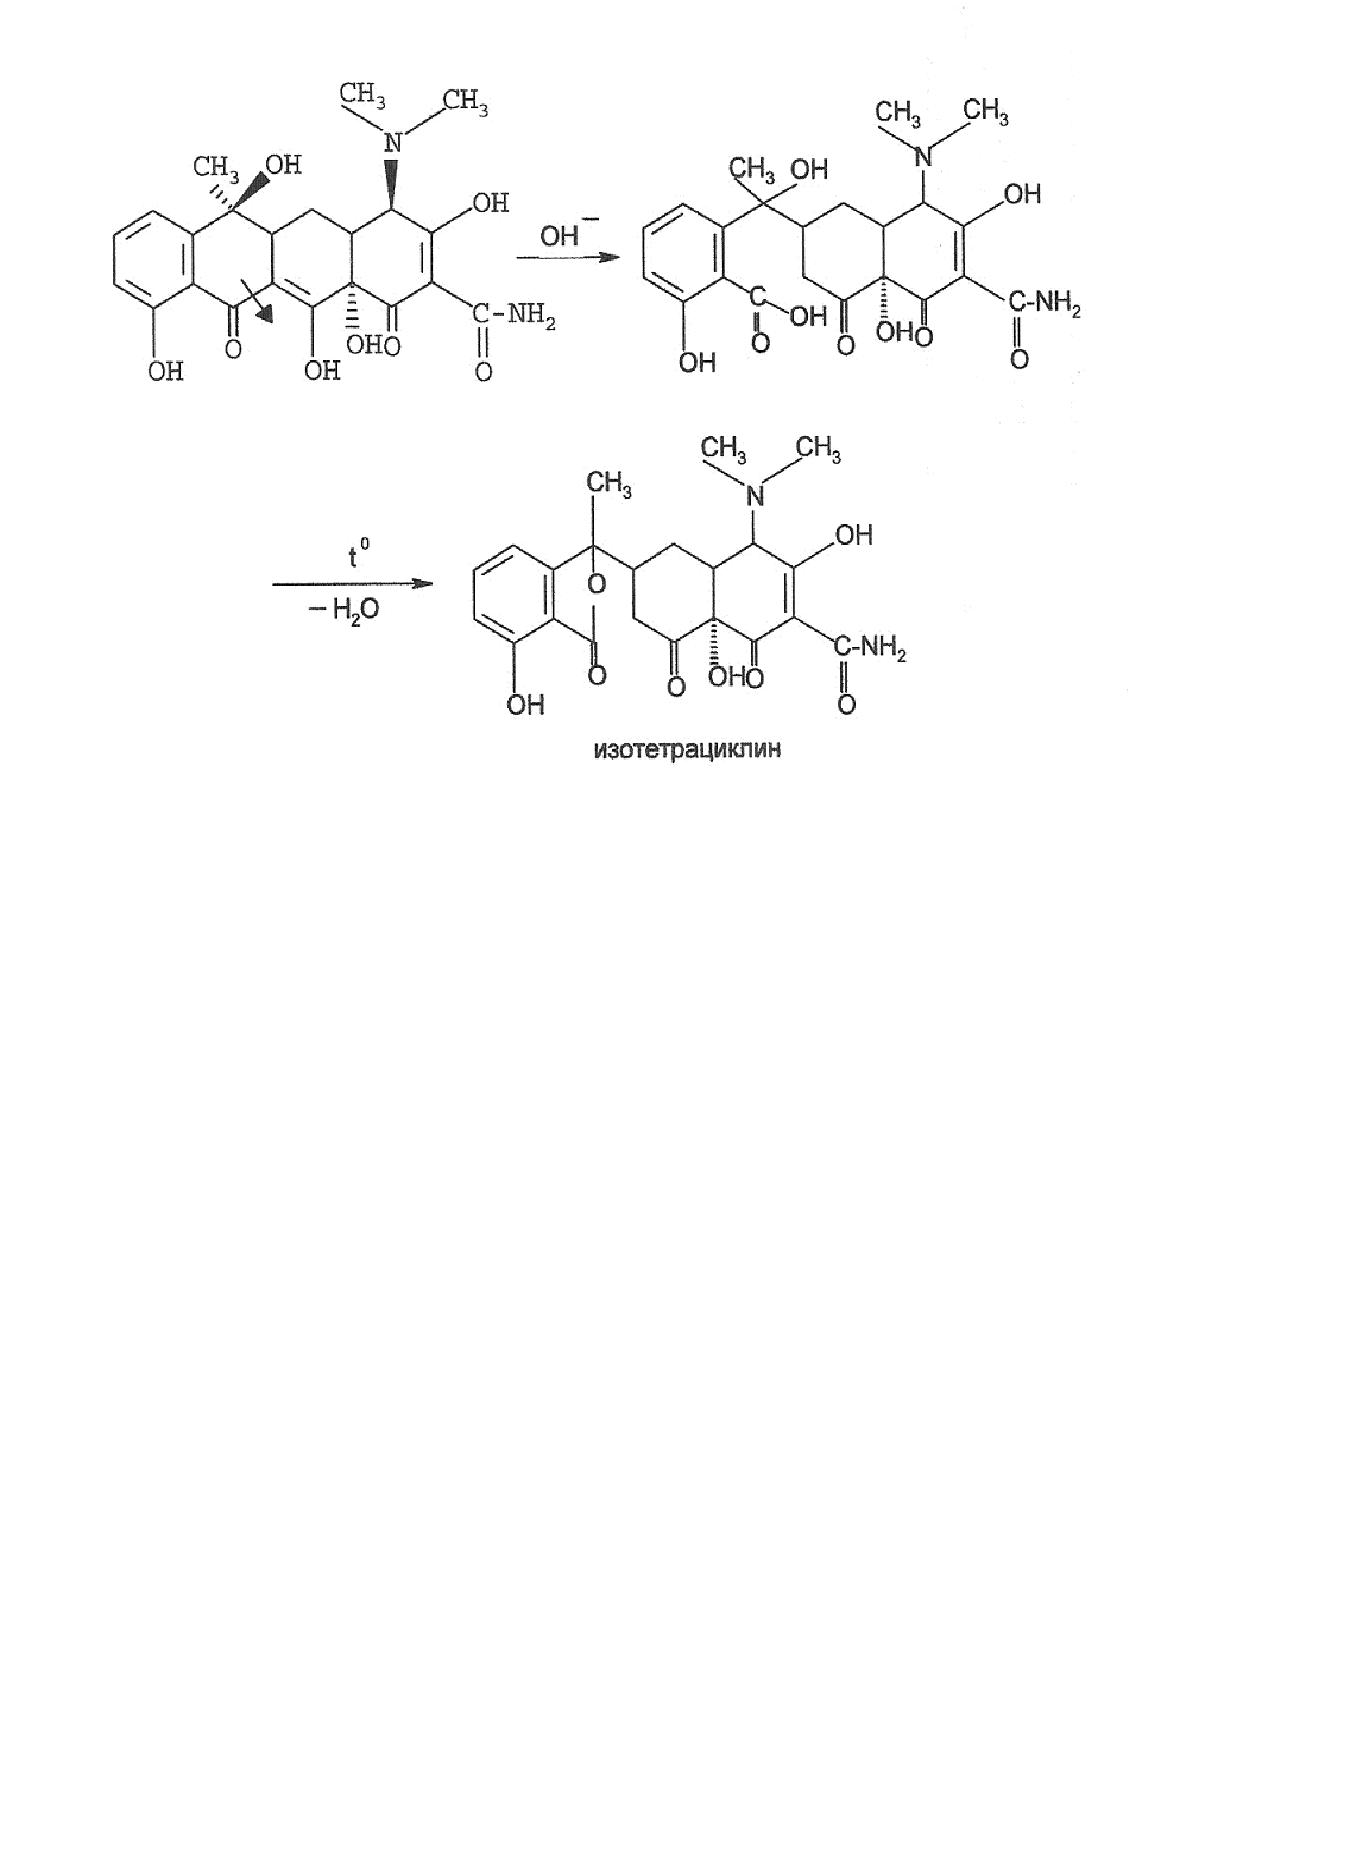 CH₃ CH₃
N
CH₃ OH
OH
C-NH₂
O OHO
OH OH O
OH⁻
CH₃ CH₃
N
CH₃ OH
OH
C OH
O
OH
O OHO
C-NH₂
O
t⁰
−H₂O
CH₃ CH₃
CH₃ N
OH
O
O
OH
O OHO
C-NH₂
O
изотетрациклин